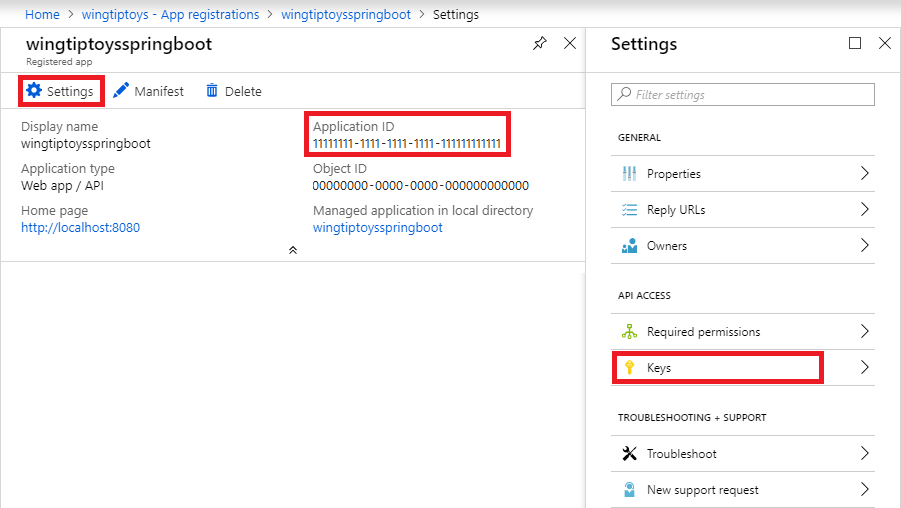 Home > wingtiptoys - App registrations > wingtiptoysspringboot > Settings
wingtiptoysspringboot
Registered app
Settings
Manifest
Delete
Display name
wingtiptoysspringboot
Application type
Web app / API
Home page
http://localhost:8080
Application ID
11111111-1111-1111-1111-111111111111
Object ID
00000000-0000-0000-000000000000
Managed application in local directory
wingtiptoysspringboot
Settings
Filter settings
GENERAL
Properties
Reply URLs
Owners
API ACCESS
Required permissions
Keys
TROUBLESHOOTING + SUPPORT
Troubleshoot
New support request